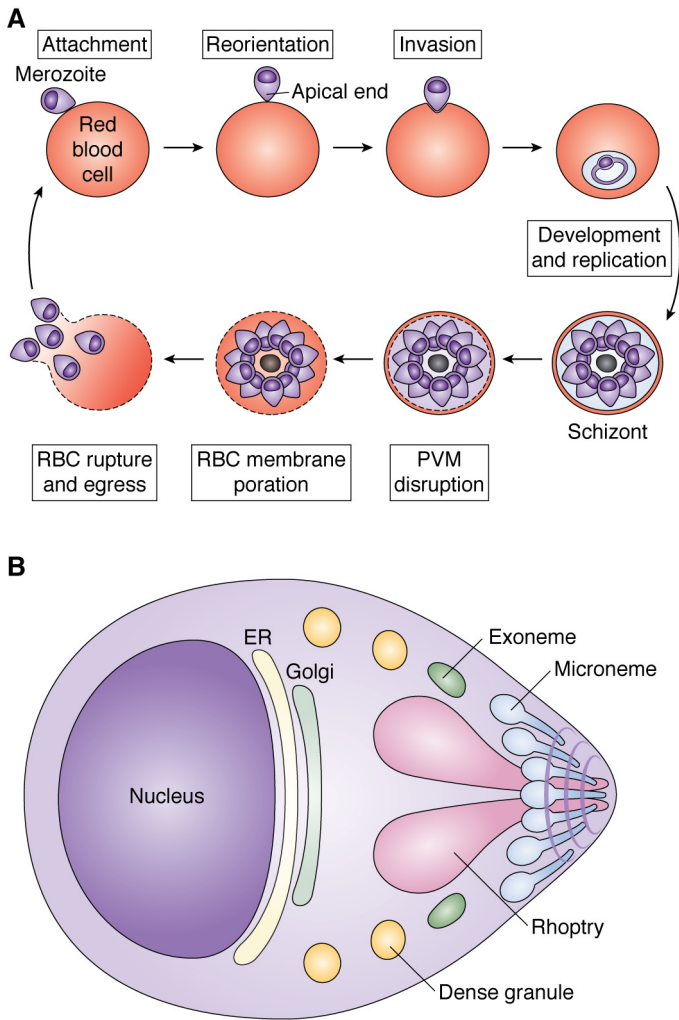 A
Attachment
Reorientation
Invasion
Merozoite
Apical end
Red
blood
cell
Development
and replication
Schizont
RBC rupture
and egress
RBC membrane
poration
PVM
disruption
B
ER
Golgi
Exoneme
Microneme
Nucleus
Rhoptry
Dense granule